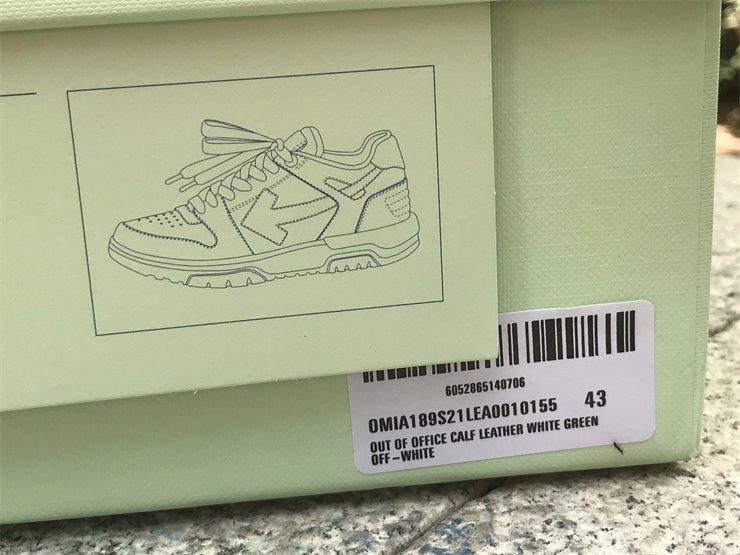 6052865140706
OMIA189S21LEA0010155 43
OUT OF OFFICE CALF LEATHER WHITE GREEN
OFF-WHITE